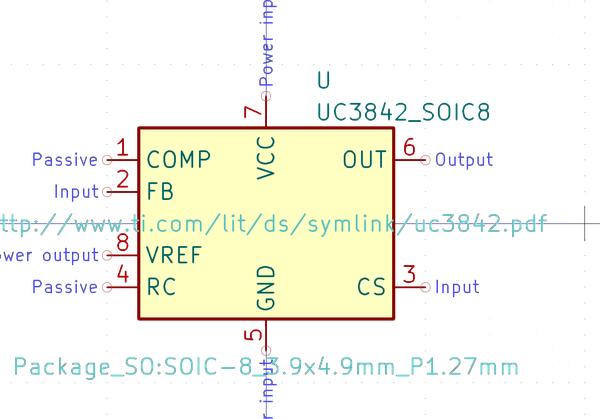 Power inp
U
UC3842_SOIC8
7
VCC
Passive 1 COMP OUT 6 Output
Input 2 FB
ttp://www.ti.com/lit/ds/symlink/uc3842.pdf
ower output 8 VREF
Passive 4 RC GND CS 3 Input
5
Package_SO:SOIC-8_3.9x4.9mm_P1.27mm
r input